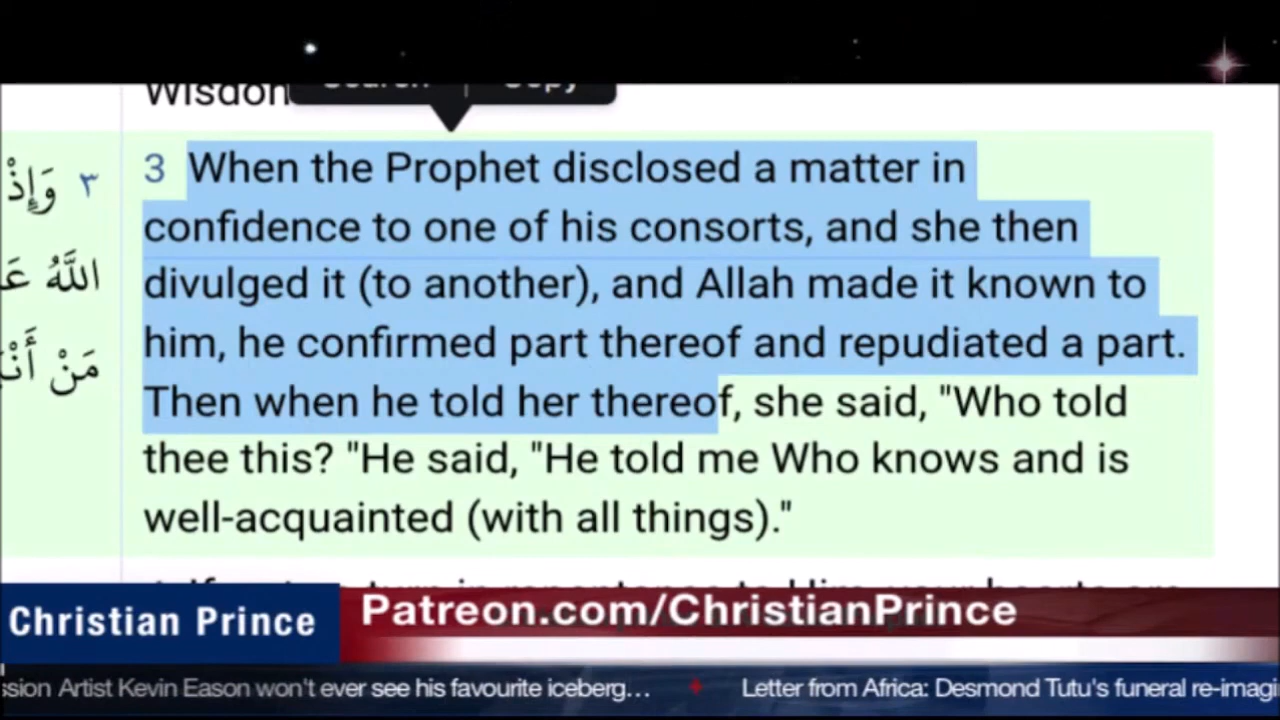 Wisdom
Search | Copy
3 When the Prophet disclosed a matter in
confidence to one of his consorts, and she then
divulged it (to another), and Allah made it known to
him, he confirmed part thereof and repudiated a part.
Then when he told her thereof, she said, "Who told
thee this? "He said, "He told me Who knows and is
well-acquainted (with all things)."
٣ وَإِذْ
اللَّهُ عَ
مَنْ أَنْ
Christian Prince
Patreon.com/ChristianPrince
ssion Artist Kevin Eason won't ever see his favourite iceberg... Letter from Africa: Desmond Tutu's funeral re-imagi